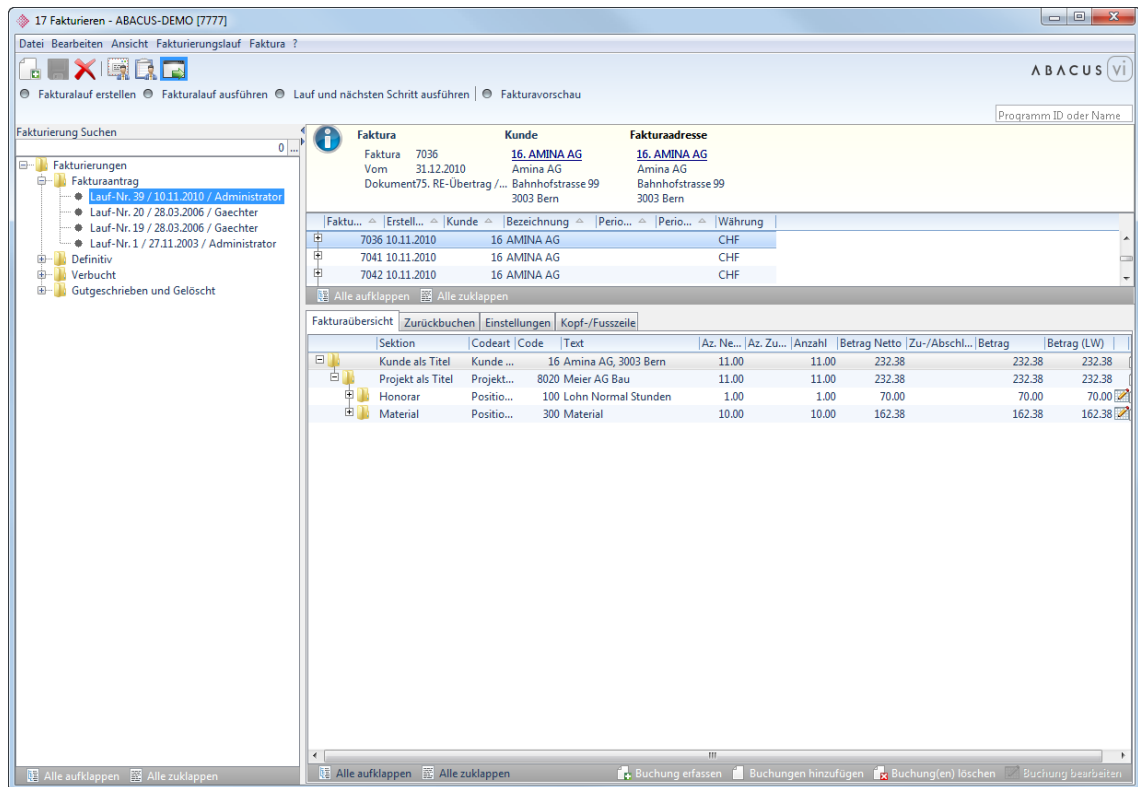 17 Fakturieren - ABACUS-DEMO [7777]
Datei Bearbeiten Ansicht Fakturierungslauf Faktura ?
ABACUS vi
Fakturalauf erstellen Fakturalauf ausführen Lauf und nächsten Schritt ausführen Fakturavorschau
Programm ID oder Name
Fakturierung Suchen
0 ...
Fakturierungen
Fakturaantrag
Lauf-Nr. 39 / 10.11.2010 / Administrator
Lauf-Nr. 20 / 28.03.2006 / Gaechter
Lauf-Nr. 19 / 28.03.2006 / Gaechter
Lauf-Nr. 1 / 27.11.2003 / Administrator
Definitiv
Verbucht
Gutgeschrieben und Gelöscht
Alle aufklappen Alle zuklappen
Faktura Kunde Fakturaadresse
Faktura 7036 16. AMINA AG 16. AMINA AG
Vom 31.12.2010 Amina AG Amina AG
Dokument75. RE-Übertrag /... Bahnhofstrasse 99 Bahnhofstrasse 99
3003 Bern 3003 Bern
Faktu... Erstell... Kunde Bezeichnung Perio... Perio... Währung
7036 10.11.2010 16 AMINA AG CHF
7041 10.11.2010 16 AMINA AG CHF
7042 10.11.2010 16 AMINA AG CHF
Alle aufklappen Alle zuklappen
Fakturaübersicht Zurückbuchen Einstellungen Kopf-/Fusszeile
Sektion Codeart Code Text Az. Ne... Az. Zu... Anzahl Betrag Netto Zu-/Abschl... Betrag Betrag (LW)
Kunde als Titel Kunde ... 16 Amina AG, 3003 Bern 11.00 11.00 232.38 232.38 232.38
Projekt als Titel Projekt... 8020 Meier AG Bau 11.00 11.00 232.38 232.38 232.38
Honorar Positio... 100 Lohn Normal Stunden 1.00 1.00 70.00 70.00 70.00
Material Positio... 300 Material 10.00 10.00 162.38 162.38 162.38
Alle aufklappen Alle zuklappen Buchung erfassen Buchungen hinzufügen Buchung(en) löschen Buchung bearbeiten